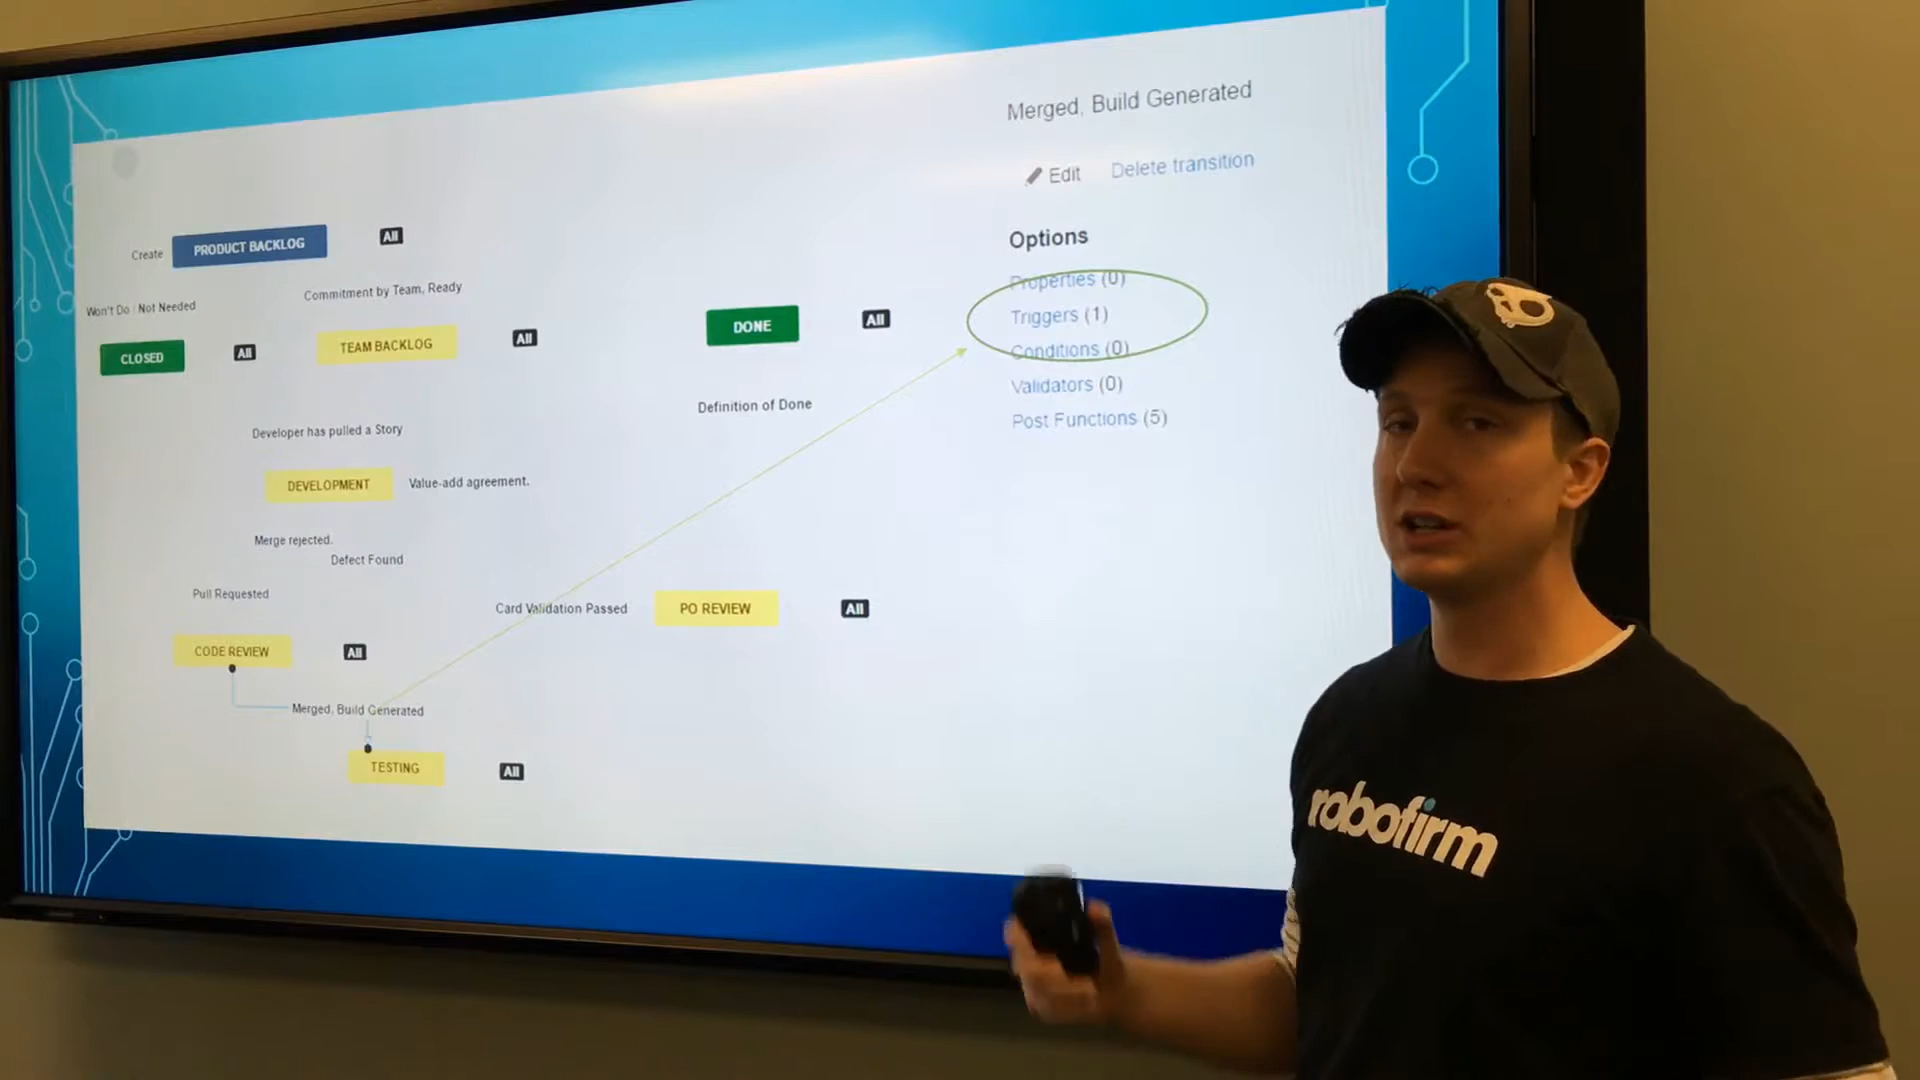 Merged, Build Generated
Edit Delete transition
Options
Properties (0)
Triggers (1)
Conditions (0)
Validators (0)
Post Functions (5)
Create PRODUCT BACKLOG All
Won't Do / Not Needed
Commitment by Team, Ready
CLOSED All TEAM BACKLOG All DONE All
Definition of Done
Developer has pulled a Story
DEVELOPMENT Value-add agreement.
Merge rejected.
Defect Found
Pull Requested
Card Validation Passed PO REVIEW All
CODE REVIEW All
Merged, Build Generated
TESTING All
robofirm